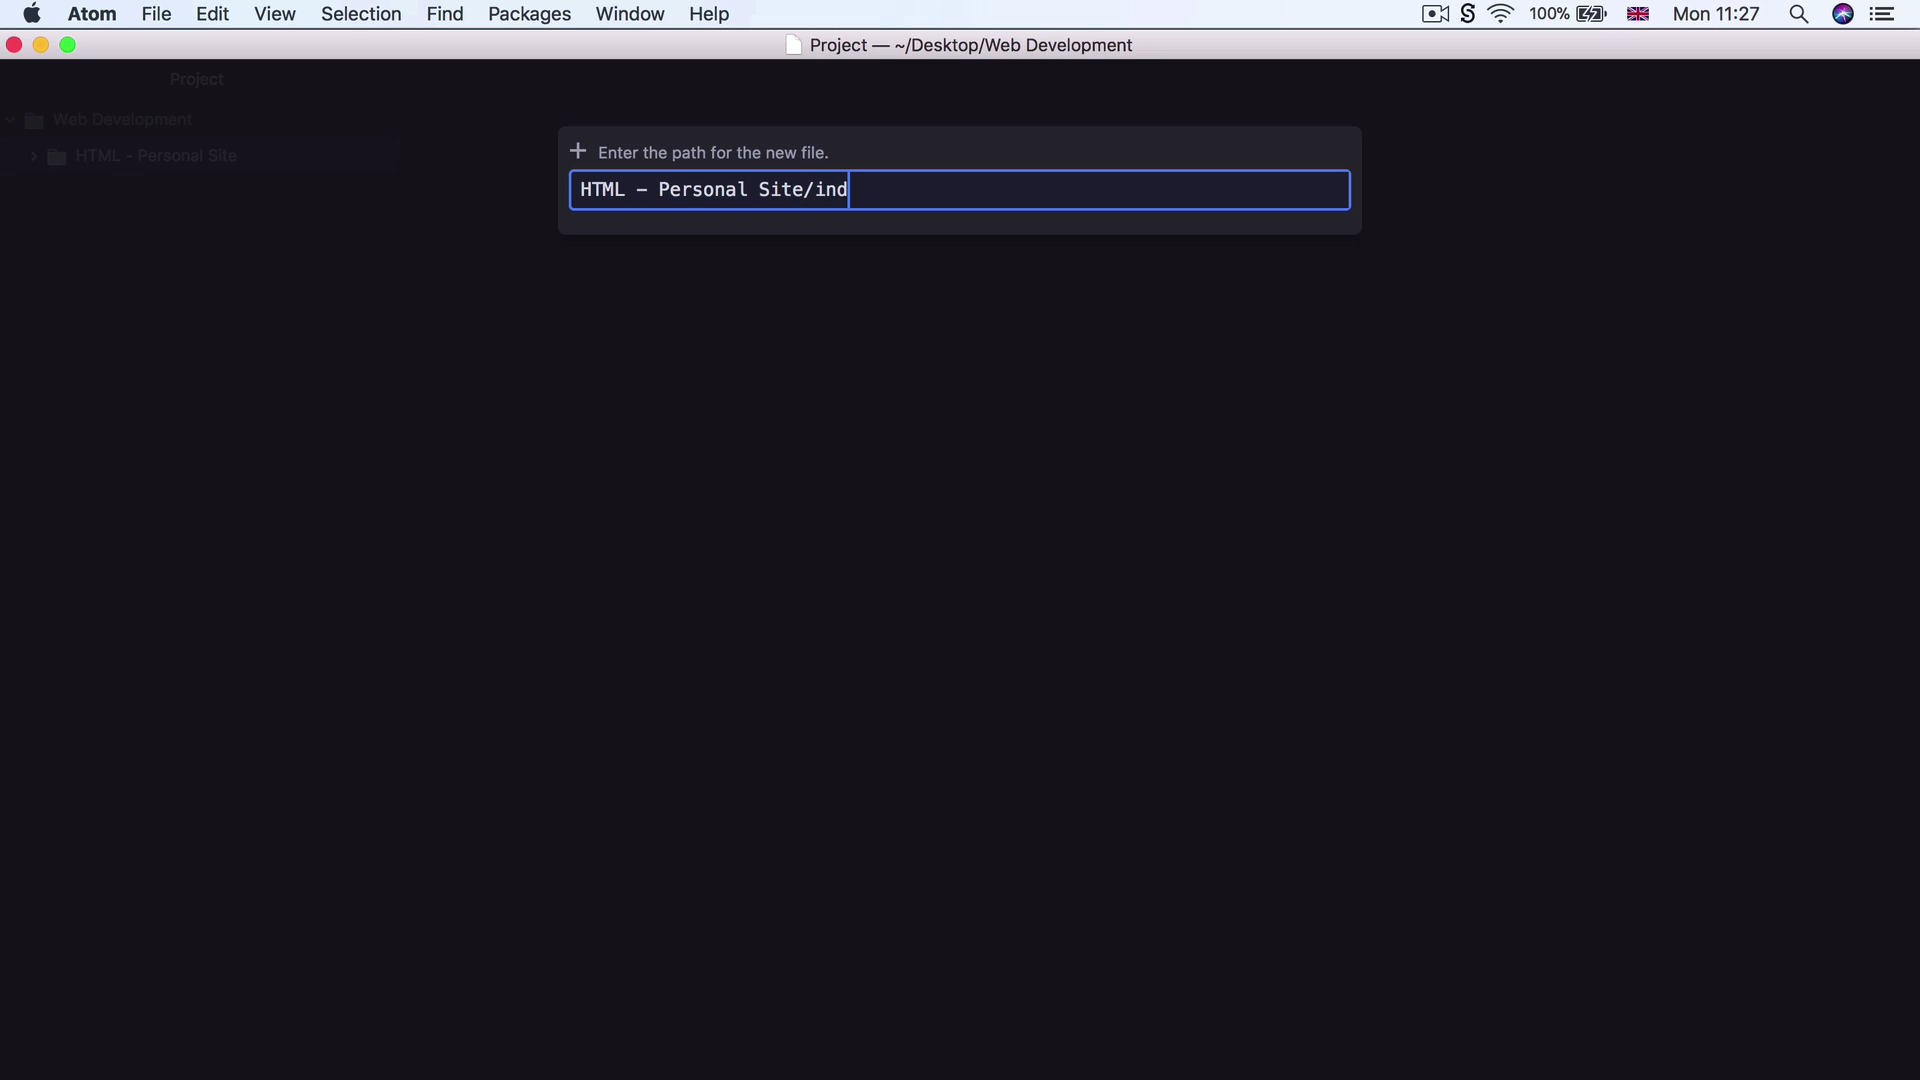 Atom File Edit View Selection Find Packages Window Help 100% Mon 11:27
Project — ~/Desktop/Web Development
Project
Web Development
HTML - Personal Site
Enter the path for the new file.
HTML - Personal Site/ind